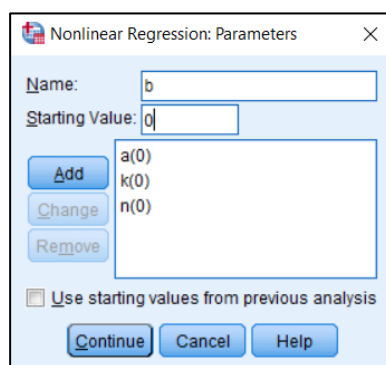 Nonlinear Regression: Parameters
Name: b
Starting Value: 0
Add
Change
Remove
a(0)
k(0)
n(0)
Use starting values from previous analysis
Continue Cancel Help